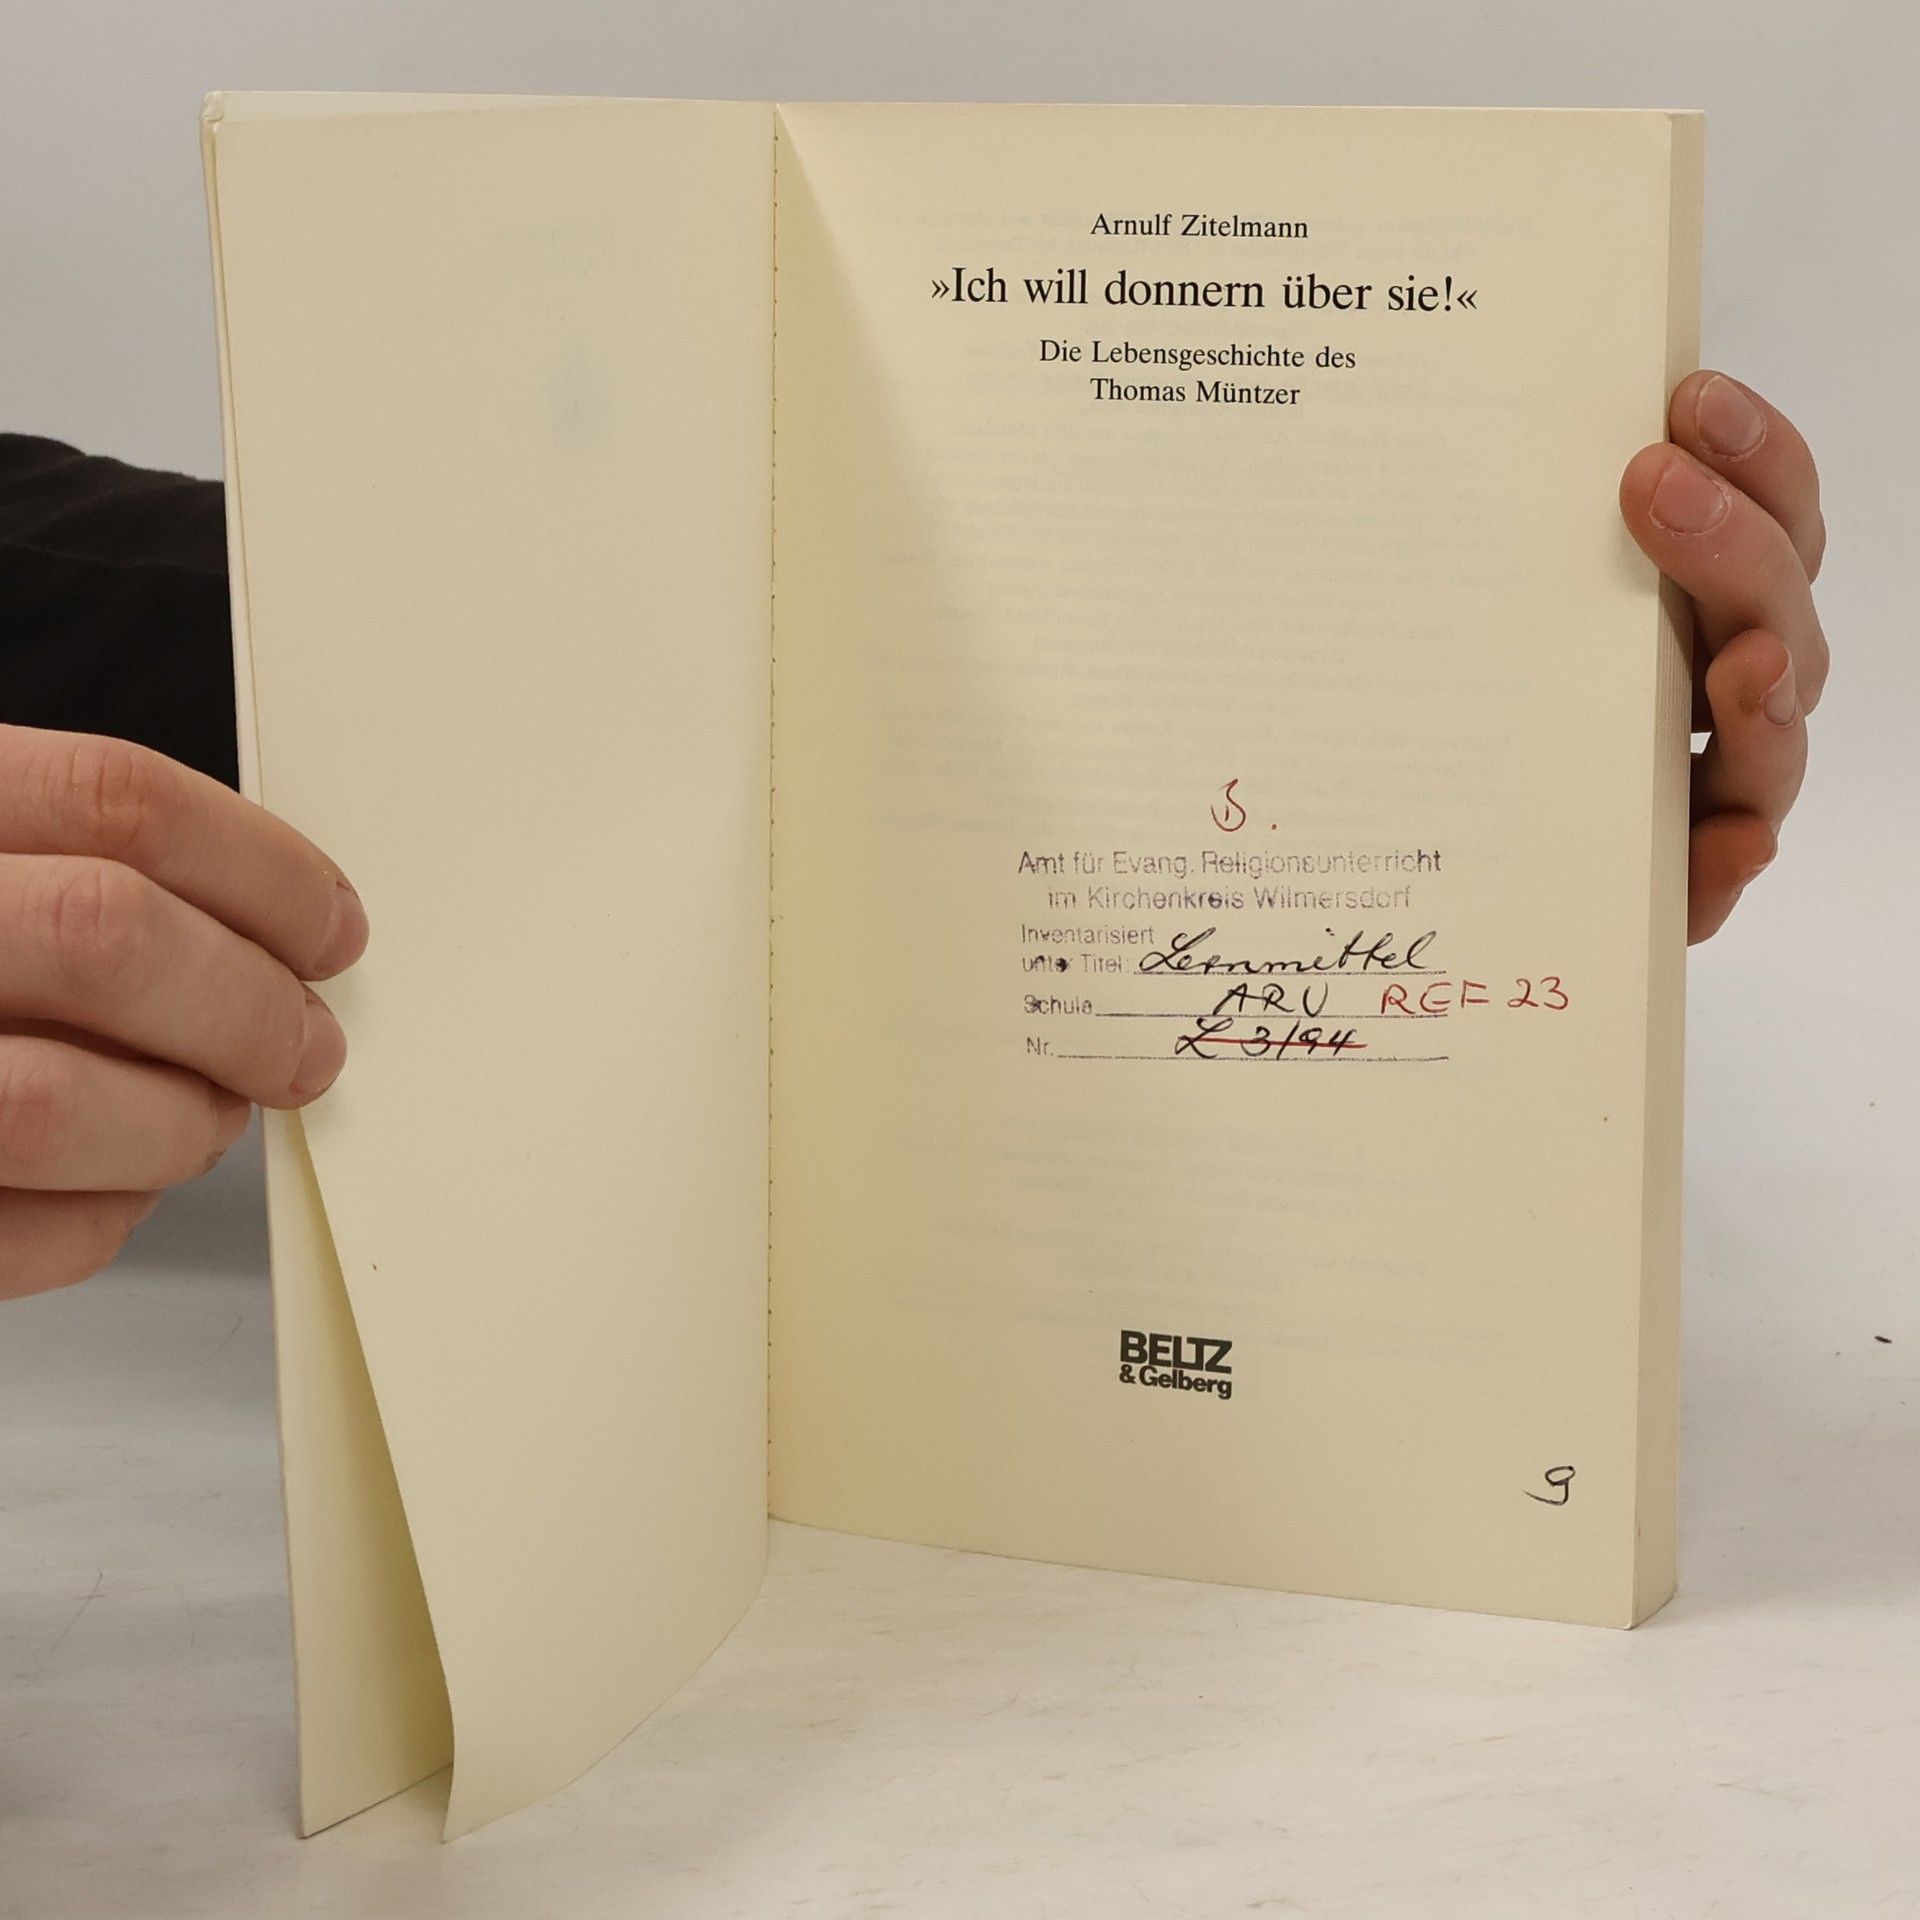 Arnulf Zitelmann
»Ich will donnern über sie!«
Die Lebensgeschichte des
Thomas Müntzer
B.
Amt für Evang. Religionsunterricht
im Kirchenkreis Wilmersdorf
Inventarisiert
unter Titel: Lernmittel
Schule ARU REF 23
Nr. L 3/94
BELTZ
& Gelberg
9